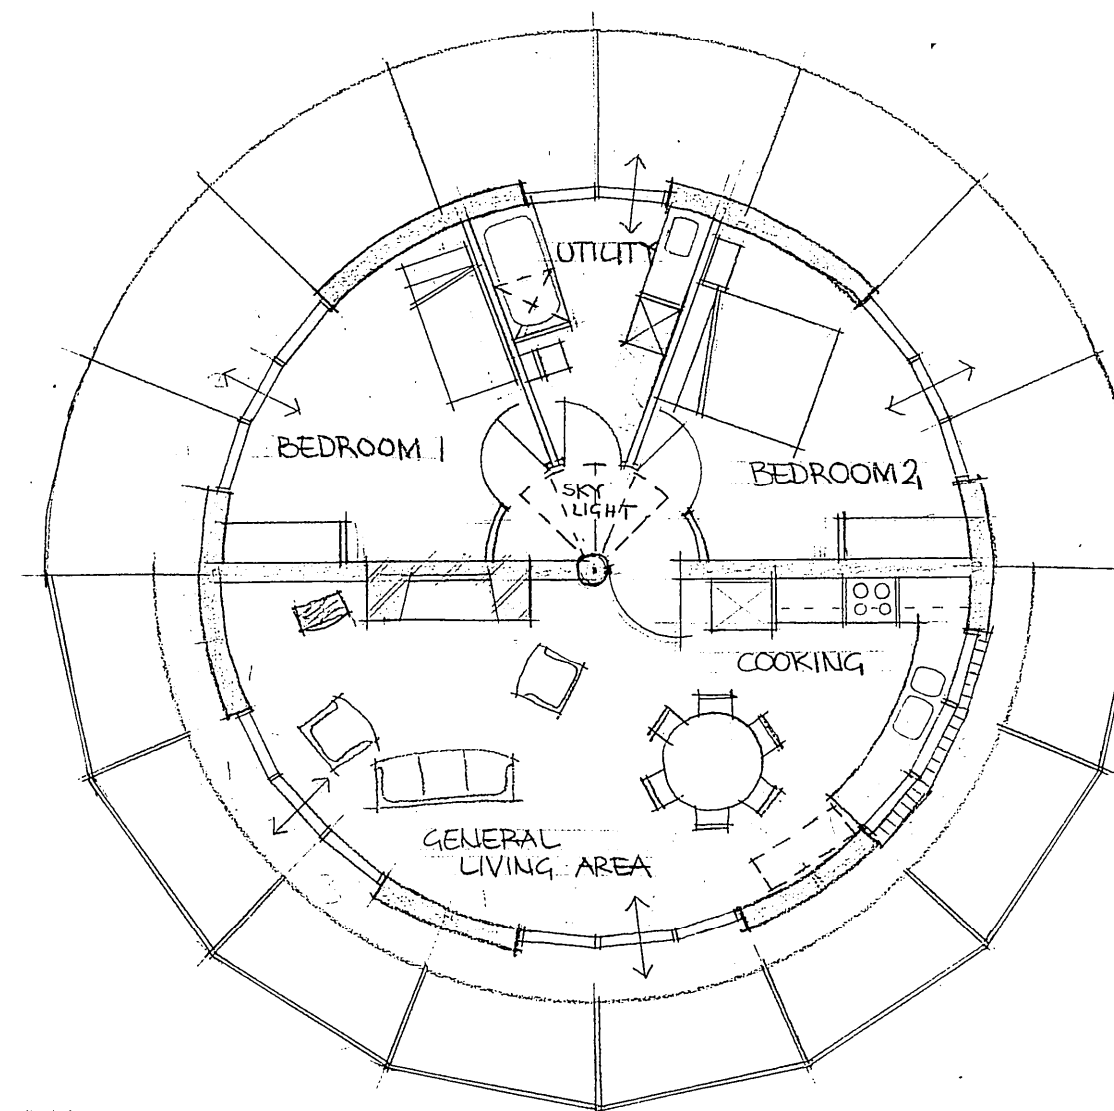 UTILITY
BEDROOM 1
BEDROOM 2
SKY
LIGHT
COOKING
GENERAL
LIVING AREA